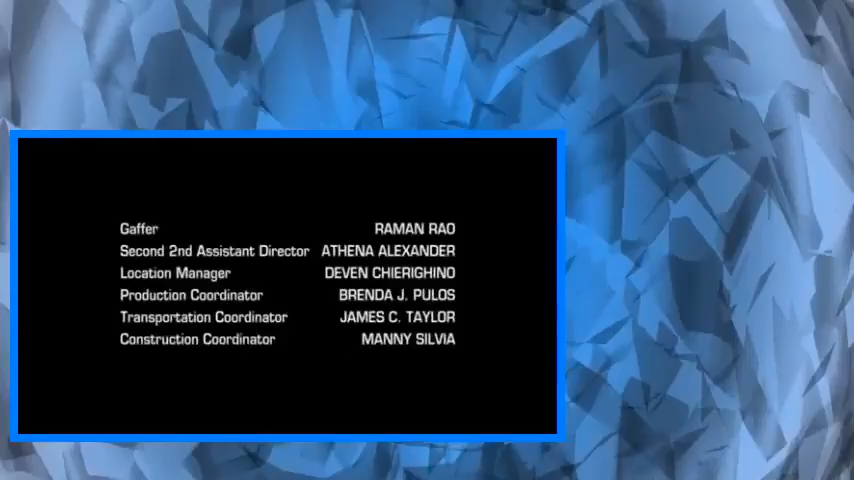 Gaffer RAMAN RAO
Second 2nd Assistant Director ATHENA ALEXANDER
Location Manager DEVEN CHIERIGHINO
Production Coordinator BRENDA J. PULOS
Transportation Coordinator JAMES C. TAYLOR
Construction Coordinator MANNY SILVIA